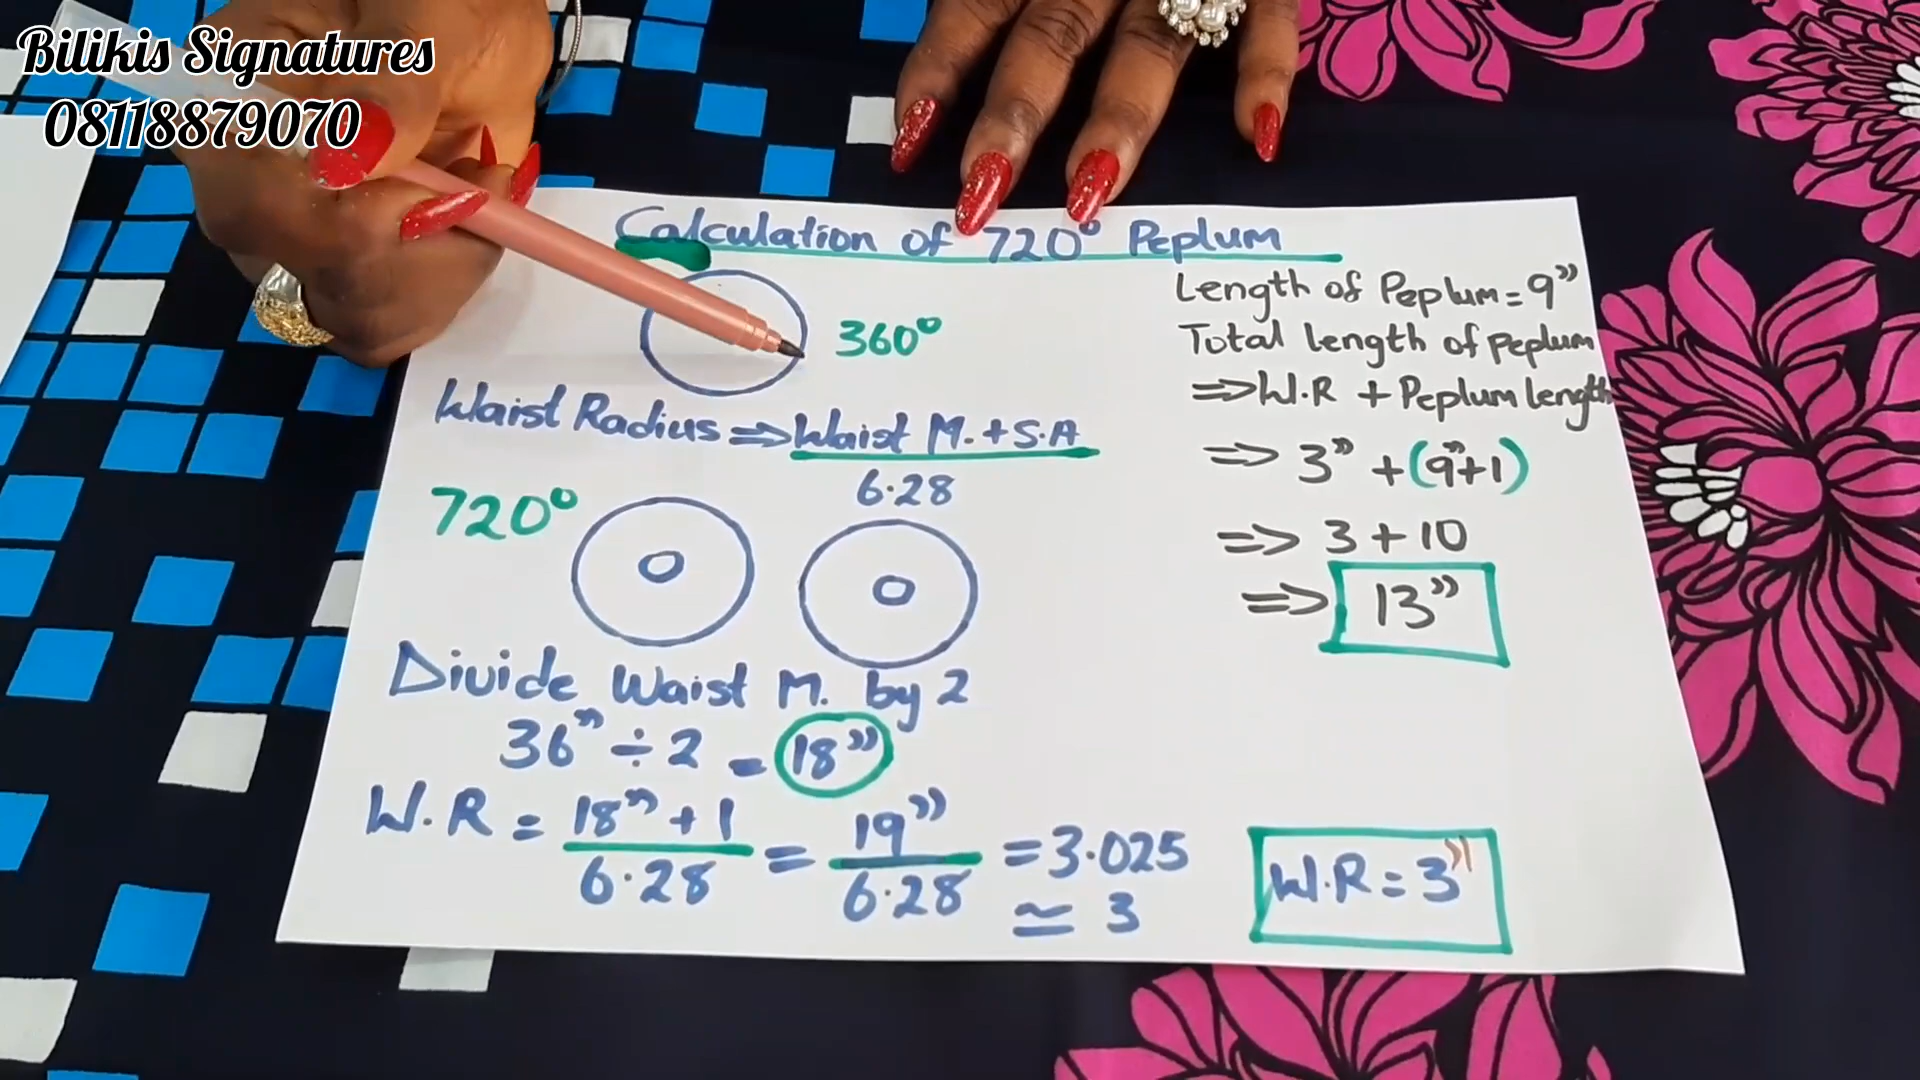 Bilikis Signatures
08118879070
Calculation of 720° Peplum
360°
Waist Radius ⇒ Waist M. + S.A
6.28
720°
Divide Waist M. by 2
36" ÷ 2 = 18"
W.R = 18" + 1 = 19" = 3.025
6.28 6.28 ≃ 3
Length of Peplum = 9"
Total length of peplum
⇒ W.R + Peplum length
⇒ 3" + (9"+1)
⇒ 3 + 10
⇒ 13"
W.R = 3"